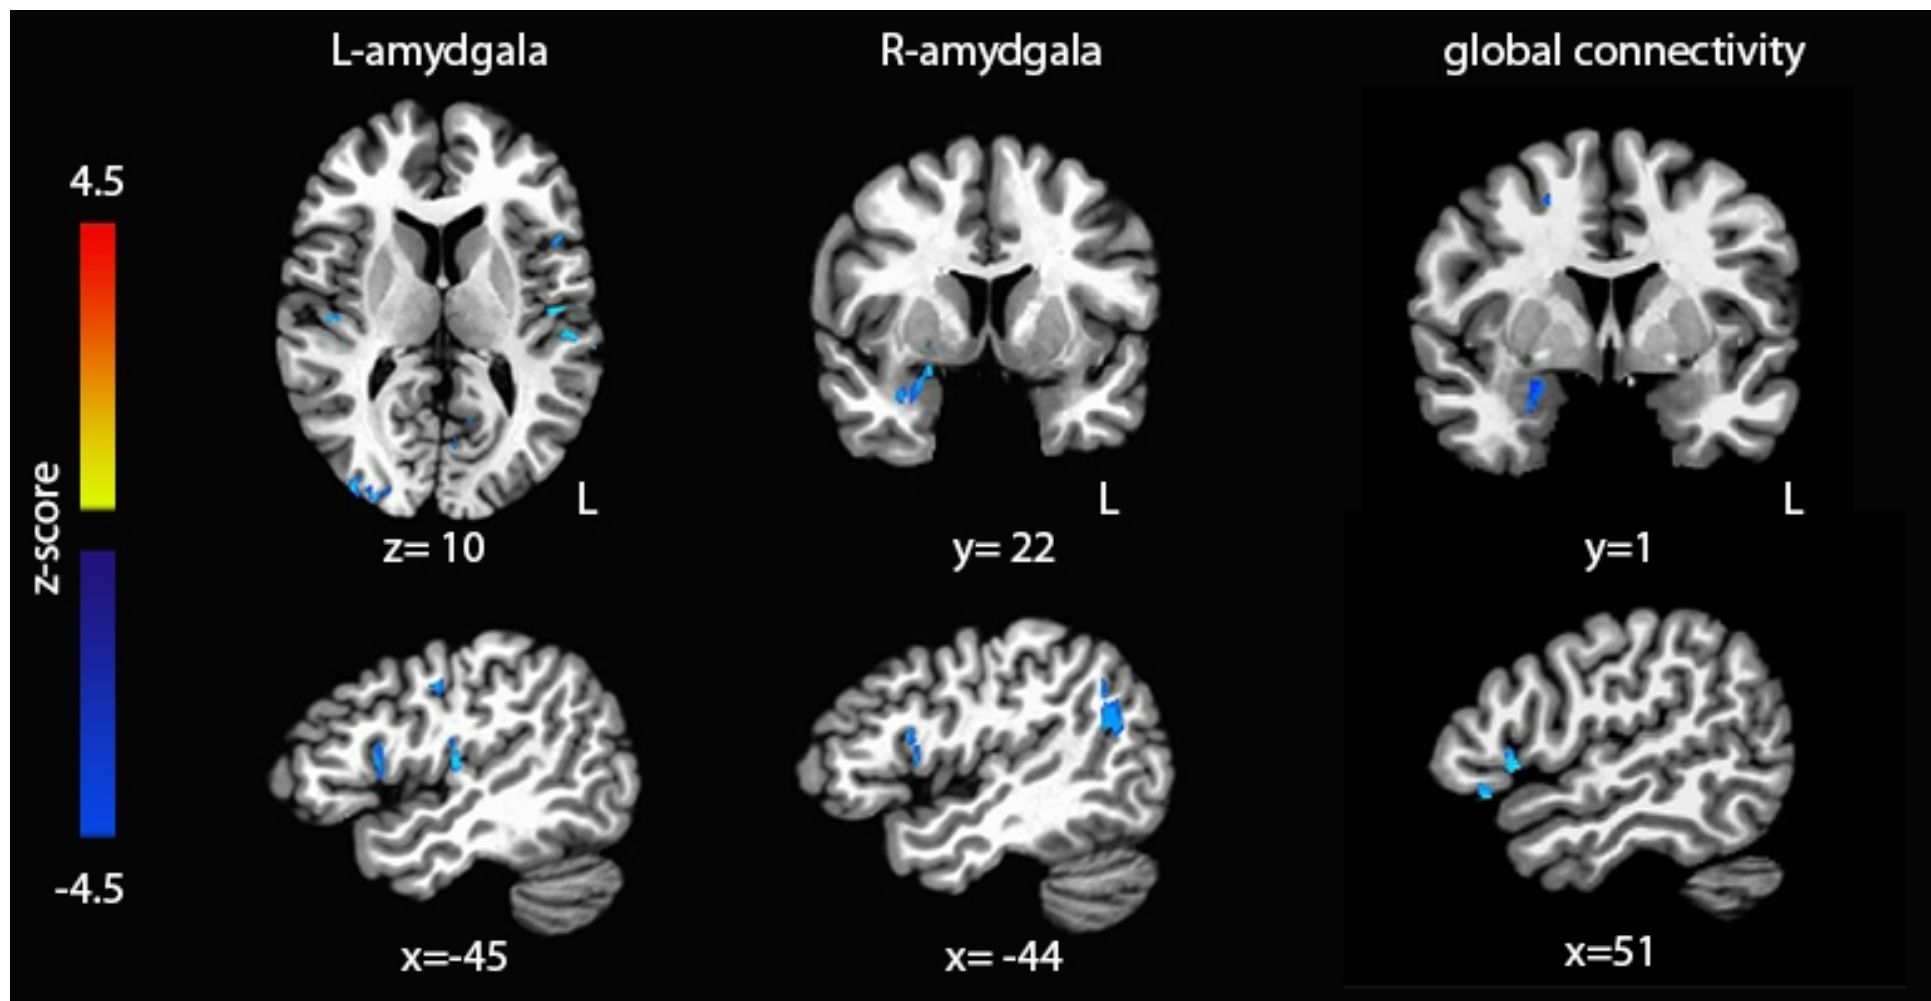 L-amydgala
R-amydgala
global connectivity
4.5
z-score
-4.5
L
L
L
z= 10
y= 22
y=1
x=-45
x= -44
x=51